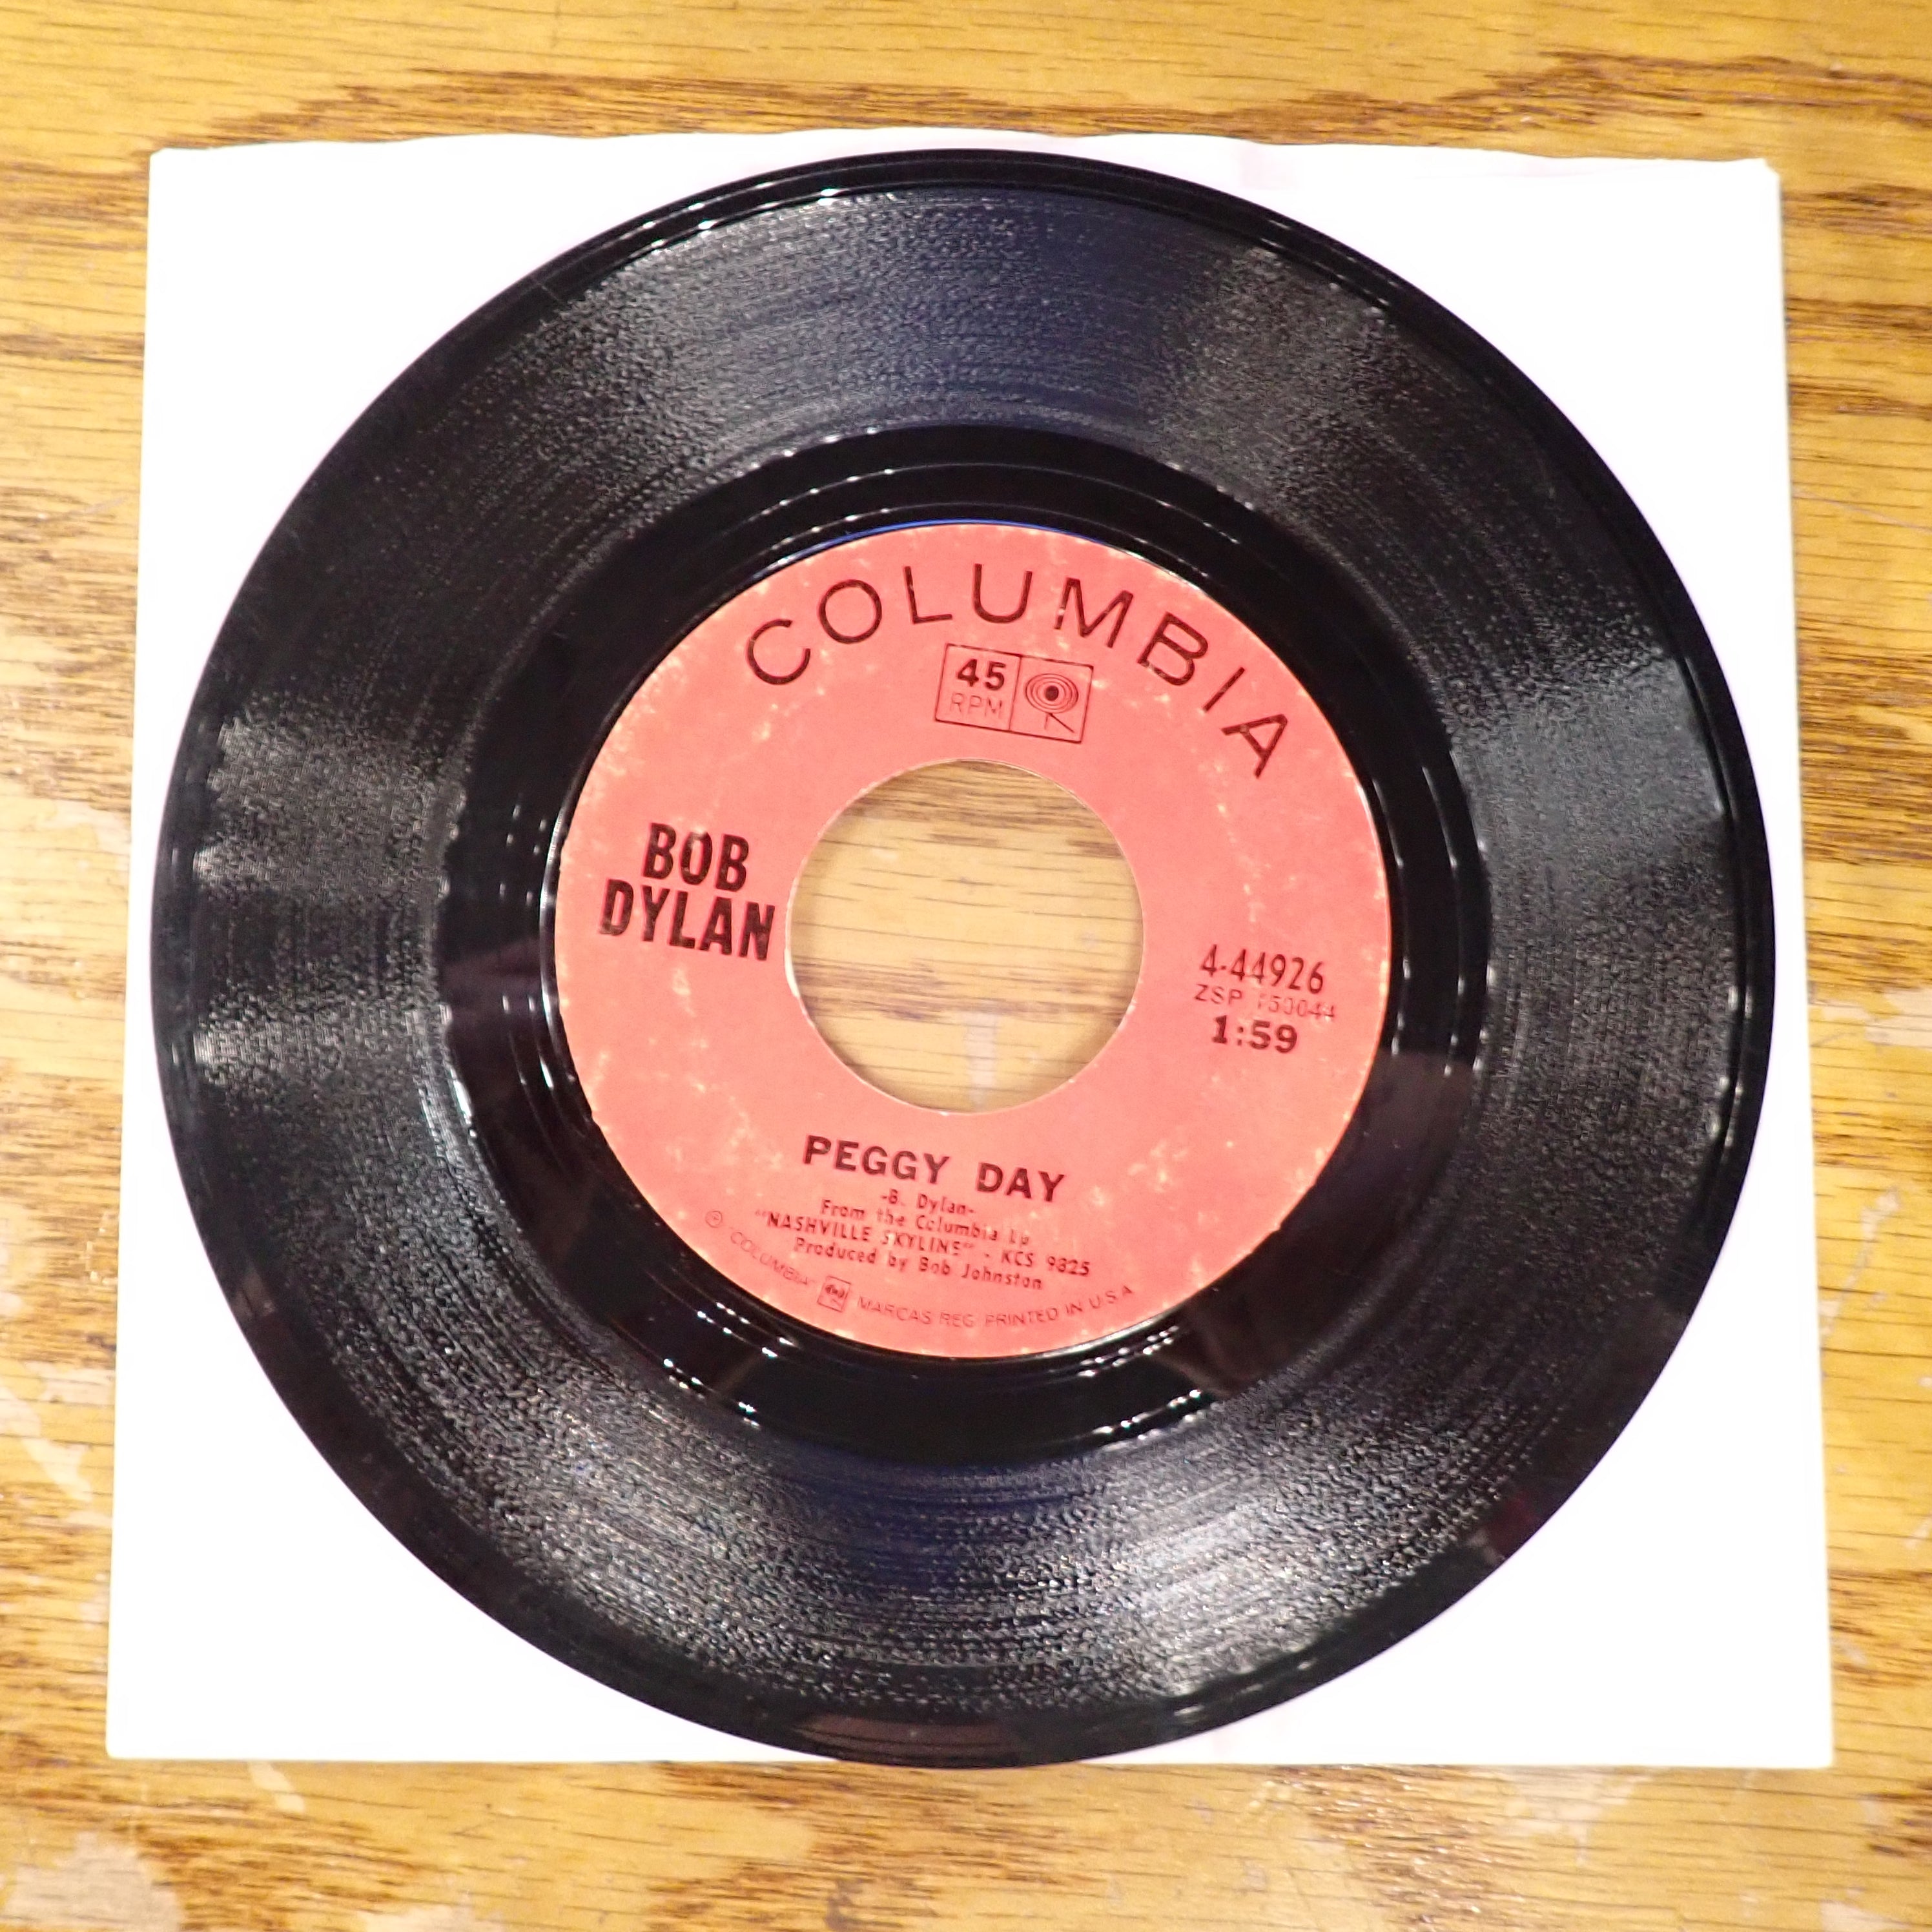 COLUMBIA
45
RPM
BOB
DYLAN
4-44926
ZSP 153044
1:59
PEGGY DAY
-B. Dylan-
From the Columbia Lp
"NASHVILLE SKYLINE" - KCS 9825
Produced by Bob Johnston
"COLUMBIA" MARCAS REG. PRINTED IN U.S.A.